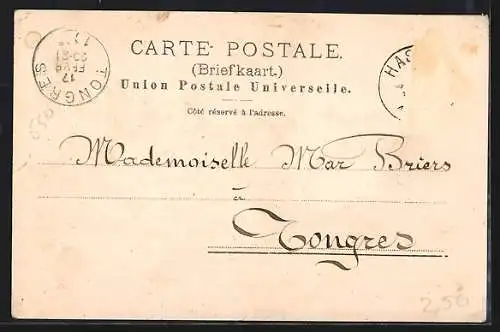 CARTE POSTALE.
(Briefkaart.)
Union Postale Universelle.
Côté réservé à l'adresse.
TONGRES
17
FEVR
HAS
Mademoiselle Mar Briers
à
Tongres
2,50